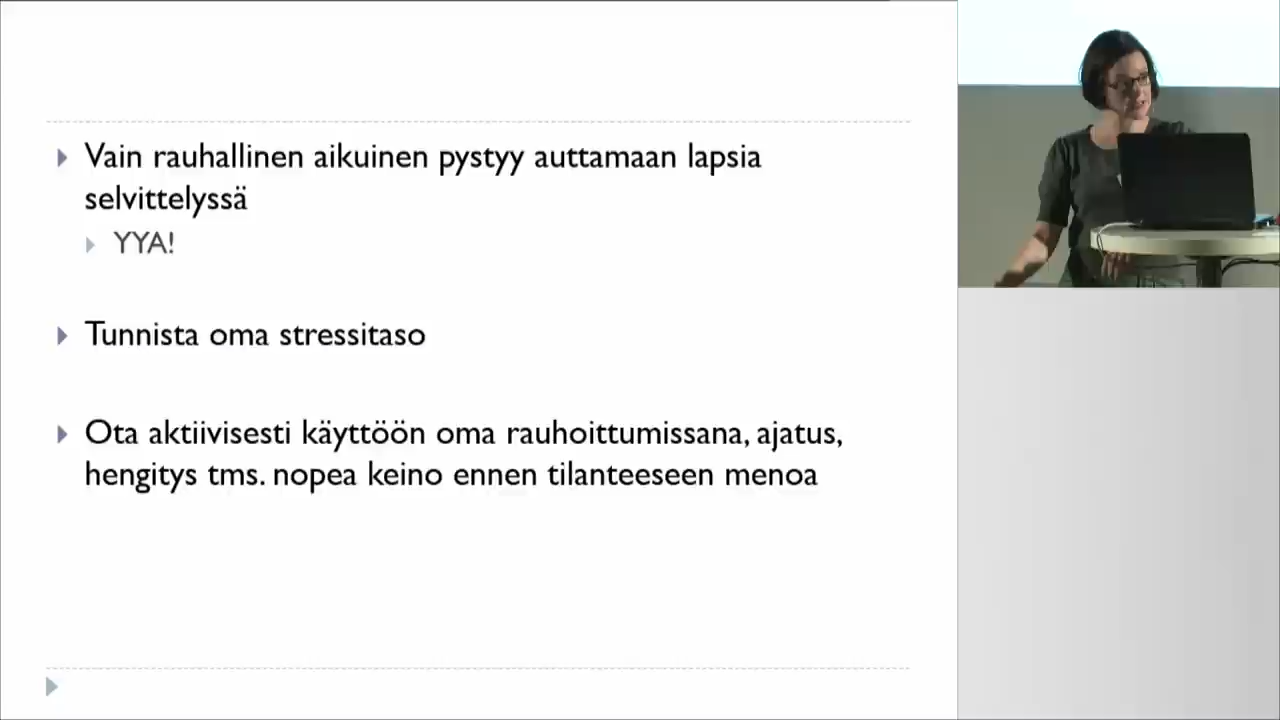 Vain rauhallinen aikuinen pystyy auttamaan lapsia
selvittelyssä
YYA!
Tunnista oma stressitaso
Ota aktiivisesti käyttöön oma rauhoittumissana, ajatus,
hengitys tms. nopea keino ennen tilanteeseen menoa